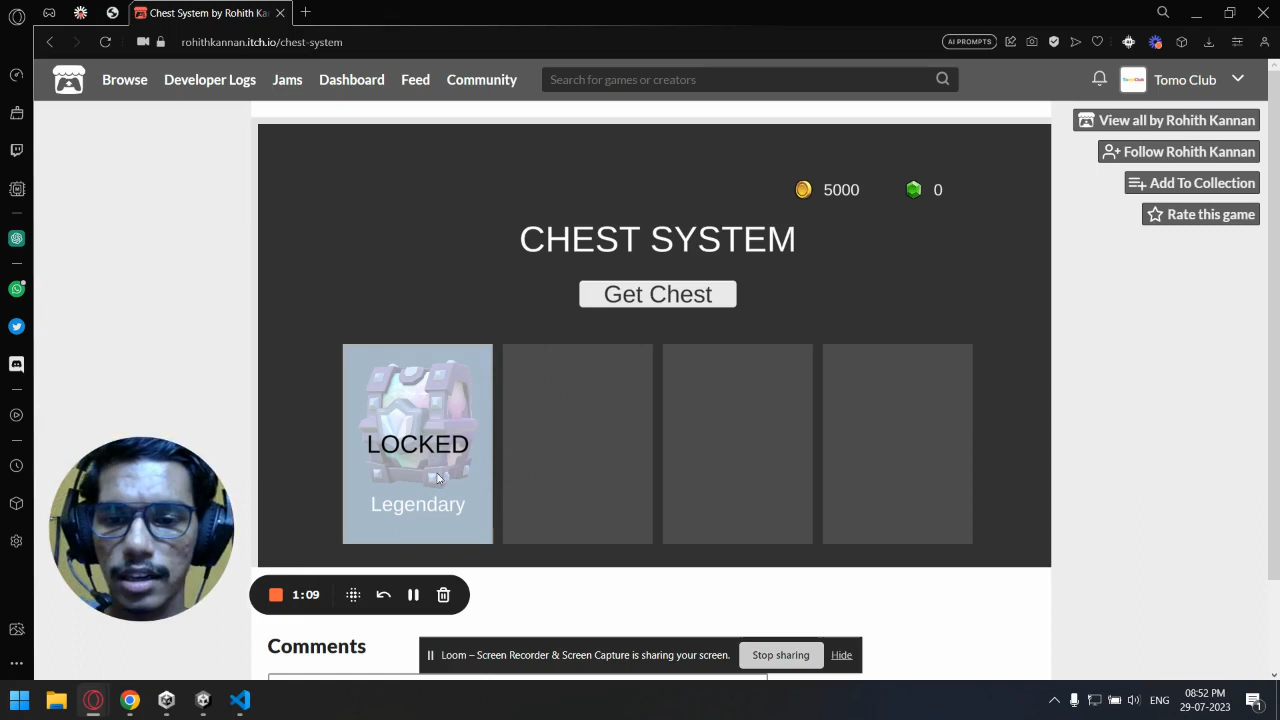 Chest System by Rohith Ka
rohithkannan.itch.io/chest-system
AI PROMPTS
Browse
Developer Logs
Jams
Dashboard
Feed
Community
Search for games or creators
TomoClub
Tomo Club
View all by Rohith Kannan
Follow Rohith Kannan
Add To Collection
Rate this game
5000
0
CHEST SYSTEM
Get Chest
LOCKED
Legendary
1:09
Comments
Loom – Screen Recorder & Screen Capture is sharing your screen.
Stop sharing
Hide
ENG
08:52 PM
29-07-2023
1